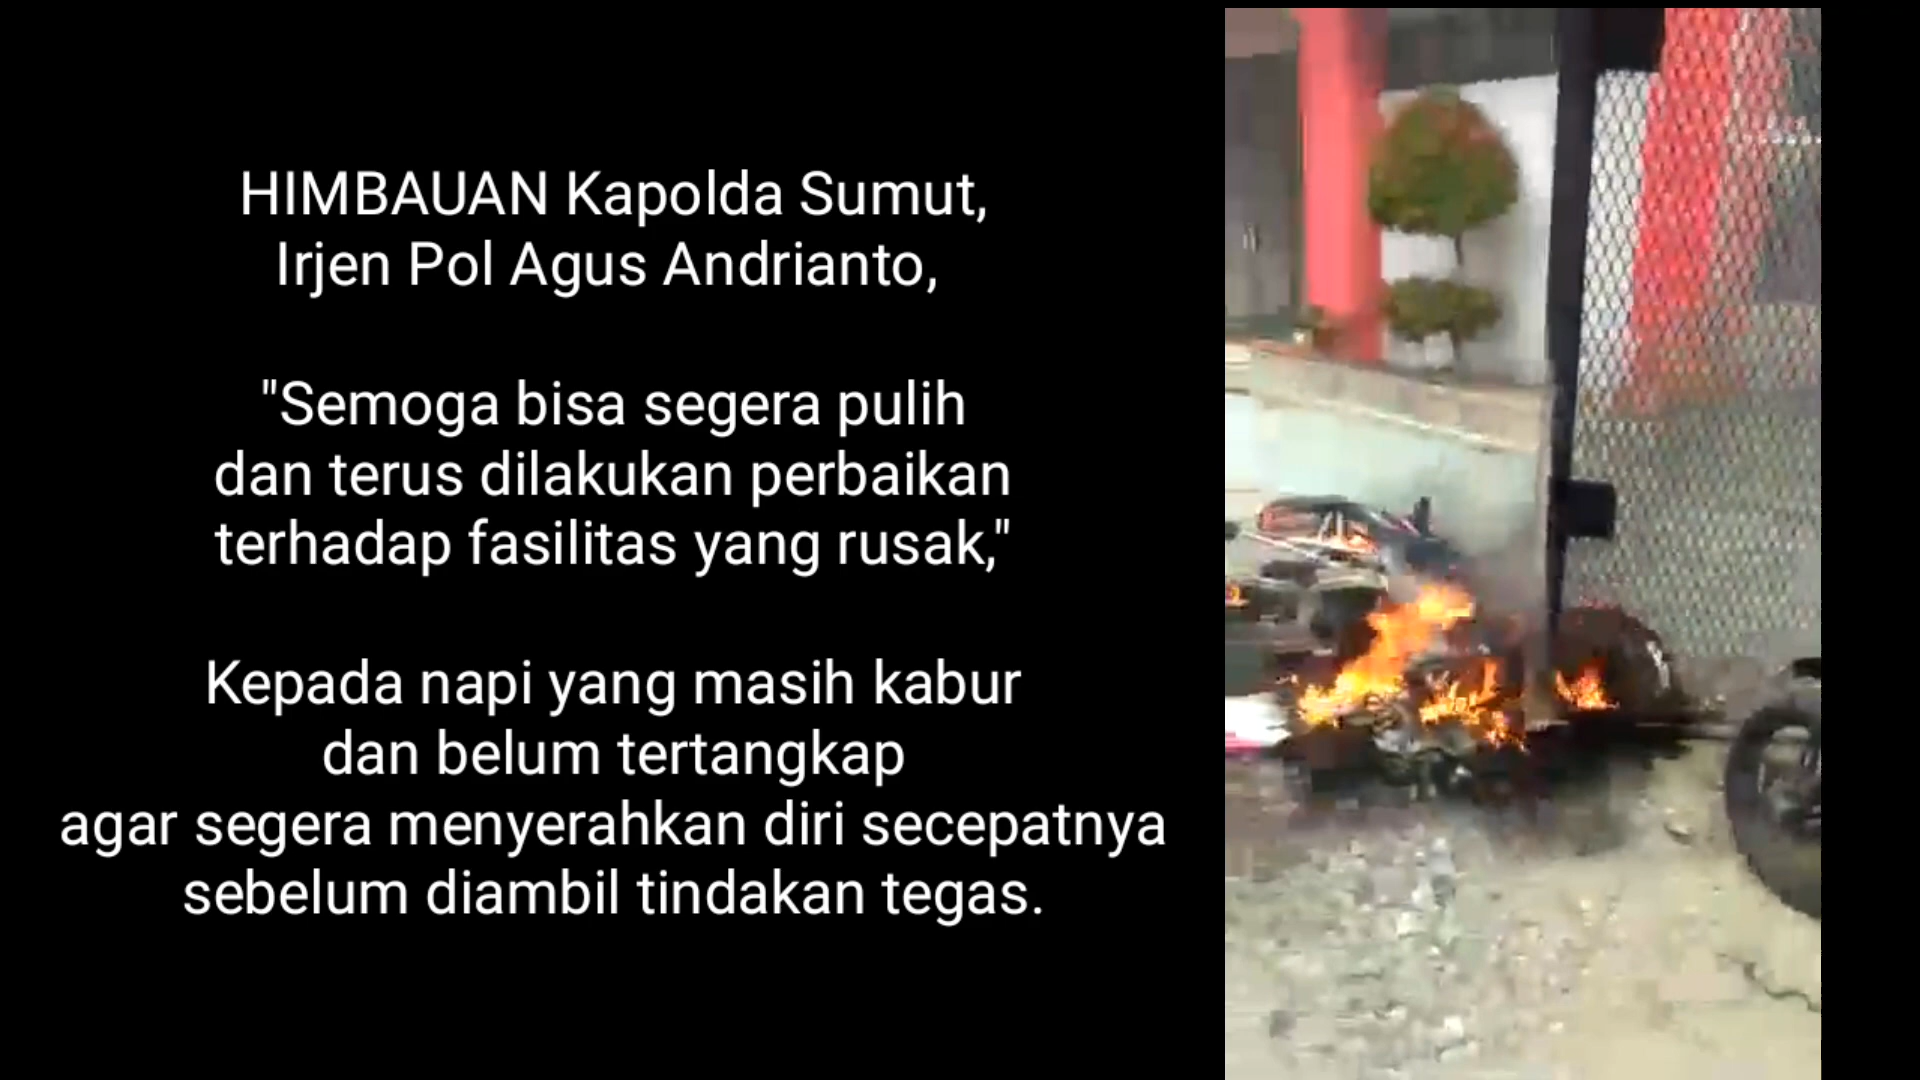 HIMBAUAN Kapolda Sumut,
Irjen Pol Agus Andrianto,
"Semoga bisa segera pulih
dan terus dilakukan perbaikan
terhadap fasilitas yang rusak,"
Kepada napi yang masih kabur
dan belum tertangkap
agar segera menyerahkan diri secepatnya
sebelum diambil tindakan tegas.